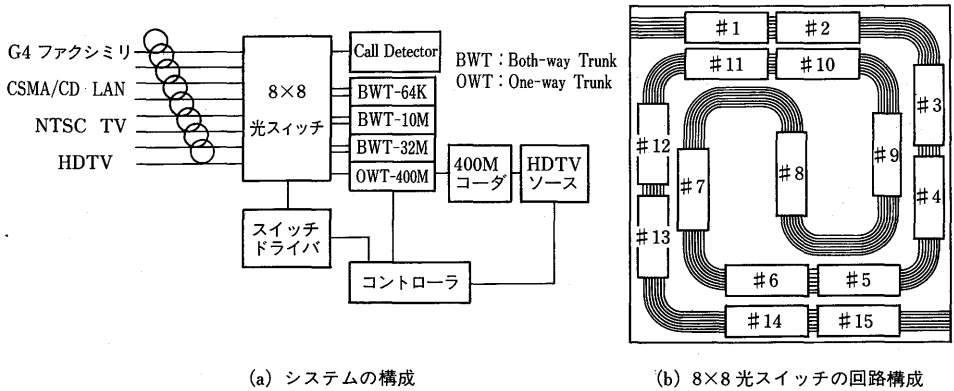 G4 ファクシミリ
CSMA/CD LAN
NTSC TV
HDTV
8×8
光スイッチ
Call Detector
BWT-64K
BWT-10M
BWT-32M
OWT-400M
BWT:Both-way Trunk
OWT:One-way Trunk
400M
コーダ
HDTV
ソース
スイッチ
ドライバ
コントローラ
(a) システムの構成
#1
#2
#11
#10
#3
#12
#9
#7
#8
#4
#13
#6
#5
#14
#15
(b) 8×8 光スイッチの回路構成